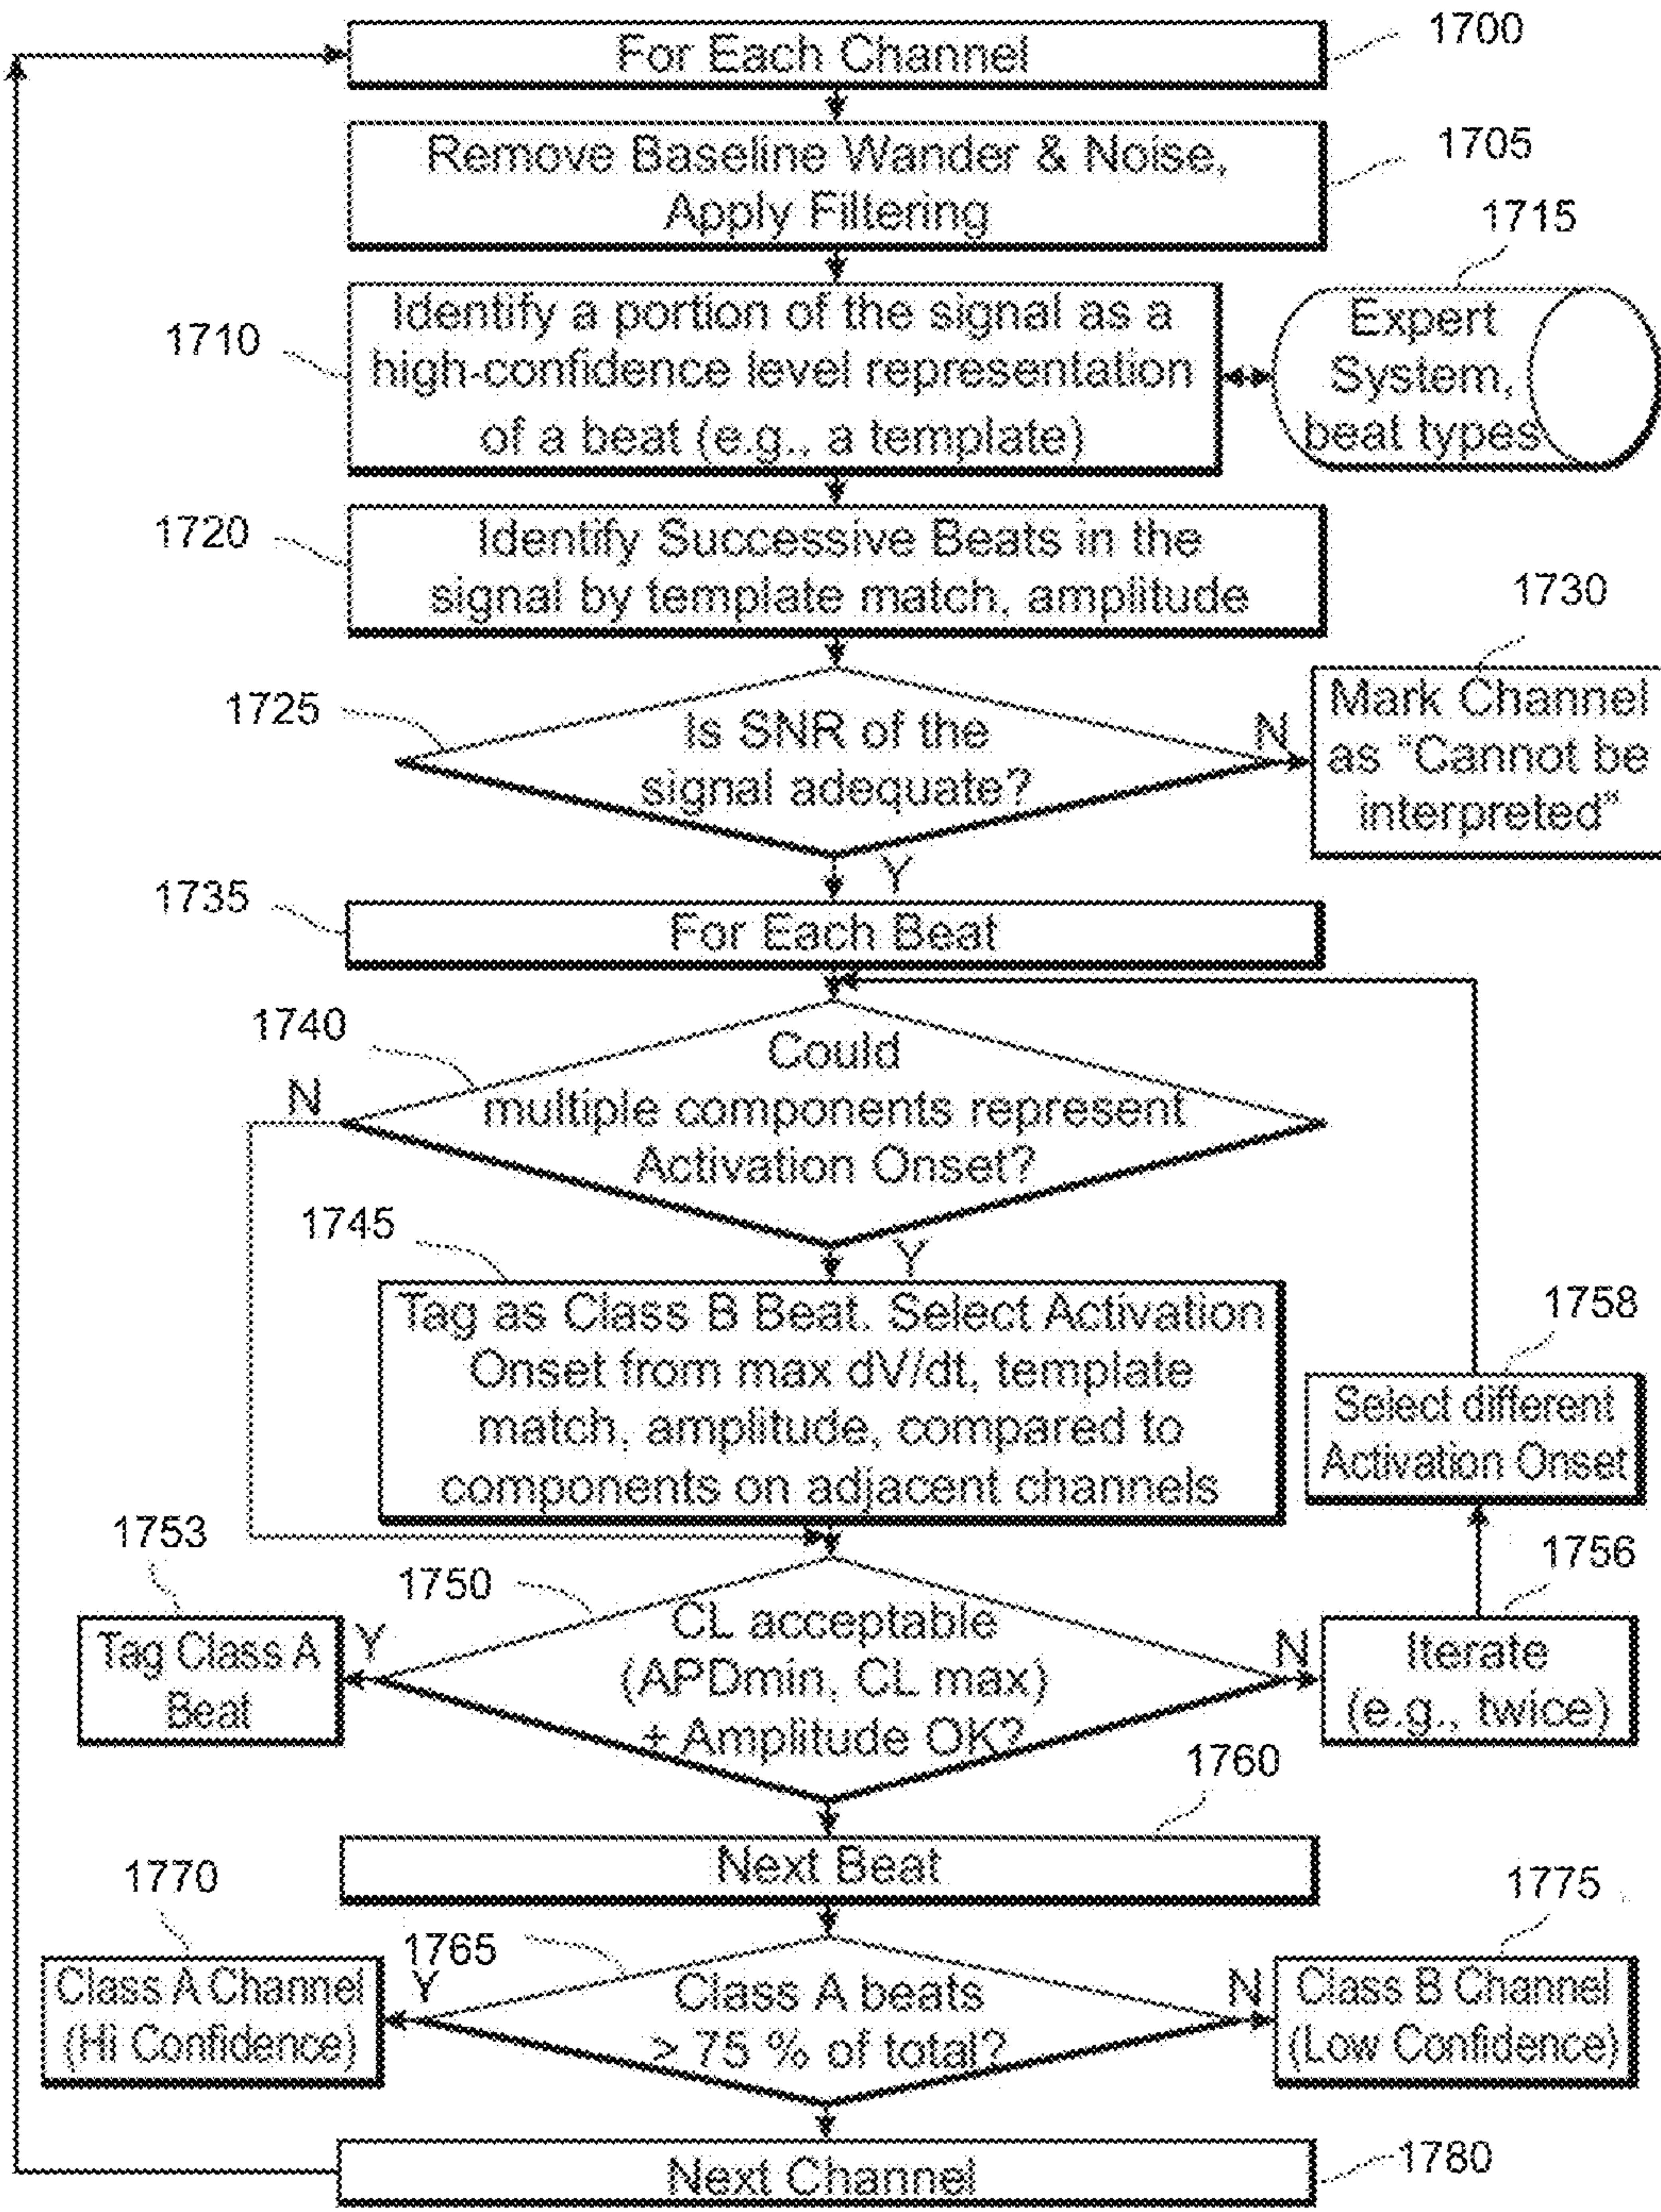 For Each Channel
1700
Remove Baseline Wander & Noise,
Apply Filtering
1705
1710
Identify a portion of the signal as a
high-confidence level representation
of a beat (e.g., a template)
1715
Expert
System,
beat types
1720
Identify Successive Beats in the
signal by template match, amplitude
1725
Is SNR of the
signal adequate?
N
Y
1730
Mark Channel
as "Cannot be
interpreted"
1735
For Each Beat
1740
Could
multiple components represent
Activation Onset?
N
Y
1745
Tag as Class B Beat. Select Activation
Onset from max dV/dt, template
match, amplitude, compared to
components on adjacent channels
1758
Select different
Activation Onset
1753
Tag Class A
Beat
1750
Y
CL acceptable
(APDmin, CL max)
+ Amplitude OK?
N
1756
Iterate
(e.g., twice)
1760
Next Beat
1770
Class A Channel
(Hi Confidence)
1765
Y
Class A beats
> 75 % of total?
N
1775
Class B Channel
(Low Confidence)
Next Channel
1780